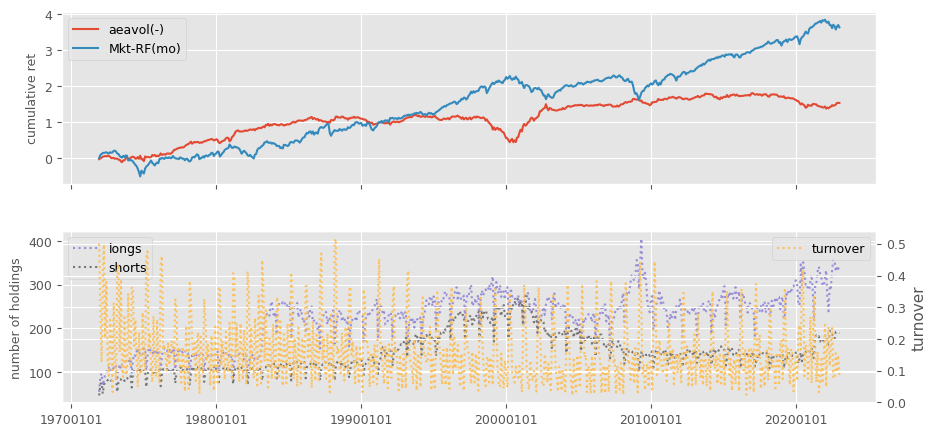 4
3
2
1
0
cumulative ret
aeavol(-)
Mkt-RF(mo)
400
300
200
100
number of holdings
longs
shorts
turnover
0.5
0.4
0.3
0.2
0.1
0.0
turnover
19700101
19800101
19900101
20000101
20100101
20200101